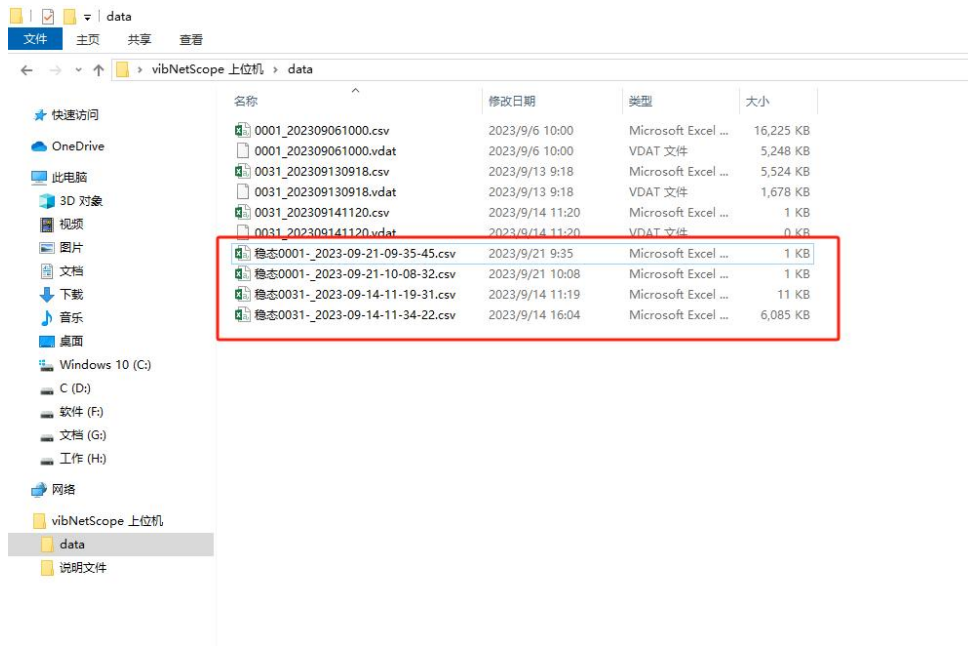 data
文件 主页 共享 查看
vibNetScope 上位机 › data
名称 修改日期 类型 大小
0001_202309061000.csv 2023/9/6 10:00 Microsoft Excel ... 16,225 KB
0001_202309061000.vdat 2023/9/6 10:00 VDAT 文件 5,248 KB
0031_202309130918.csv 2023/9/13 9:18 Microsoft Excel ... 5,524 KB
0031_202309130918.vdat 2023/9/13 9:18 VDAT 文件 1,678 KB
0031_202309141120.csv 2023/9/14 11:20 Microsoft Excel ... 1 KB
0031_202309141120.vdat 2023/9/14 11:20 VDAT 文件 0 KB
稳态0001-_2023-09-21-09-35-45.csv 2023/9/21 9:35 Microsoft Excel ... 1 KB
稳态0001-_2023-09-21-10-08-32.csv 2023/9/21 10:08 Microsoft Excel ... 1 KB
稳态0031-_2023-09-14-11-19-31.csv 2023/9/14 11:19 Microsoft Excel ... 11 KB
稳态0031-_2023-09-14-11-34-22.csv 2023/9/14 16:04 Microsoft Excel ... 6,085 KB
快速访问
OneDrive
此电脑
3D 对象
视频
图片
文档
下载
音乐
桌面
Windows 10 (C:)
C (D:)
软件 (F:)
文档 (G:)
工作 (H:)
网络
vibNetScope 上位机
data
说明文件